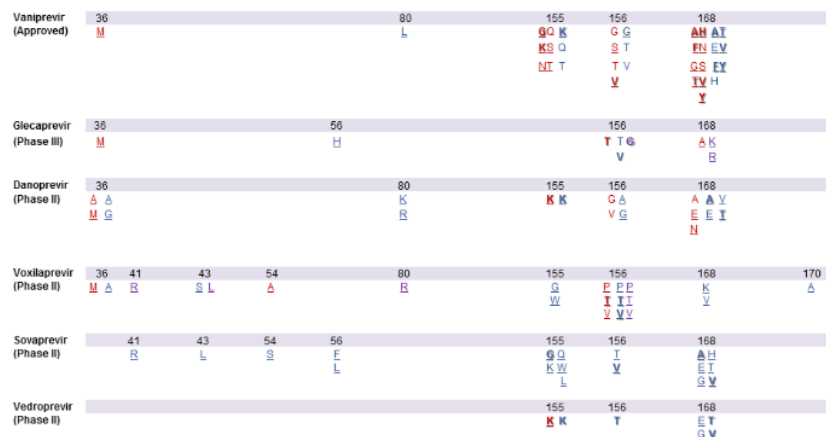 Vaniprevir 36 80 155 156 168
(Approved) M L GQ K G G AH AT
KS Q S T FN EV
NT T T V GS FY
V TV H
Y
Glecaprevir 36 56 156 168
(Phase III) M H T TG A K
V R
Danoprevir 36 80 155 156 168
(Phase II) A A K K K G A A A V
M G R V G E E T
N
Voxilaprevir 36 41 43 54 80 155 156 168 170
(Phase II) M A R S L A R G P P P K A
W T T T V
V V V
Sovaprevir 41 43 54 56 155 156 168
(Phase II) R L S F G Q T A H
L K W V E T
L G V
Vedroprevir 155 156 168
(Phase II) K K T E T
G V